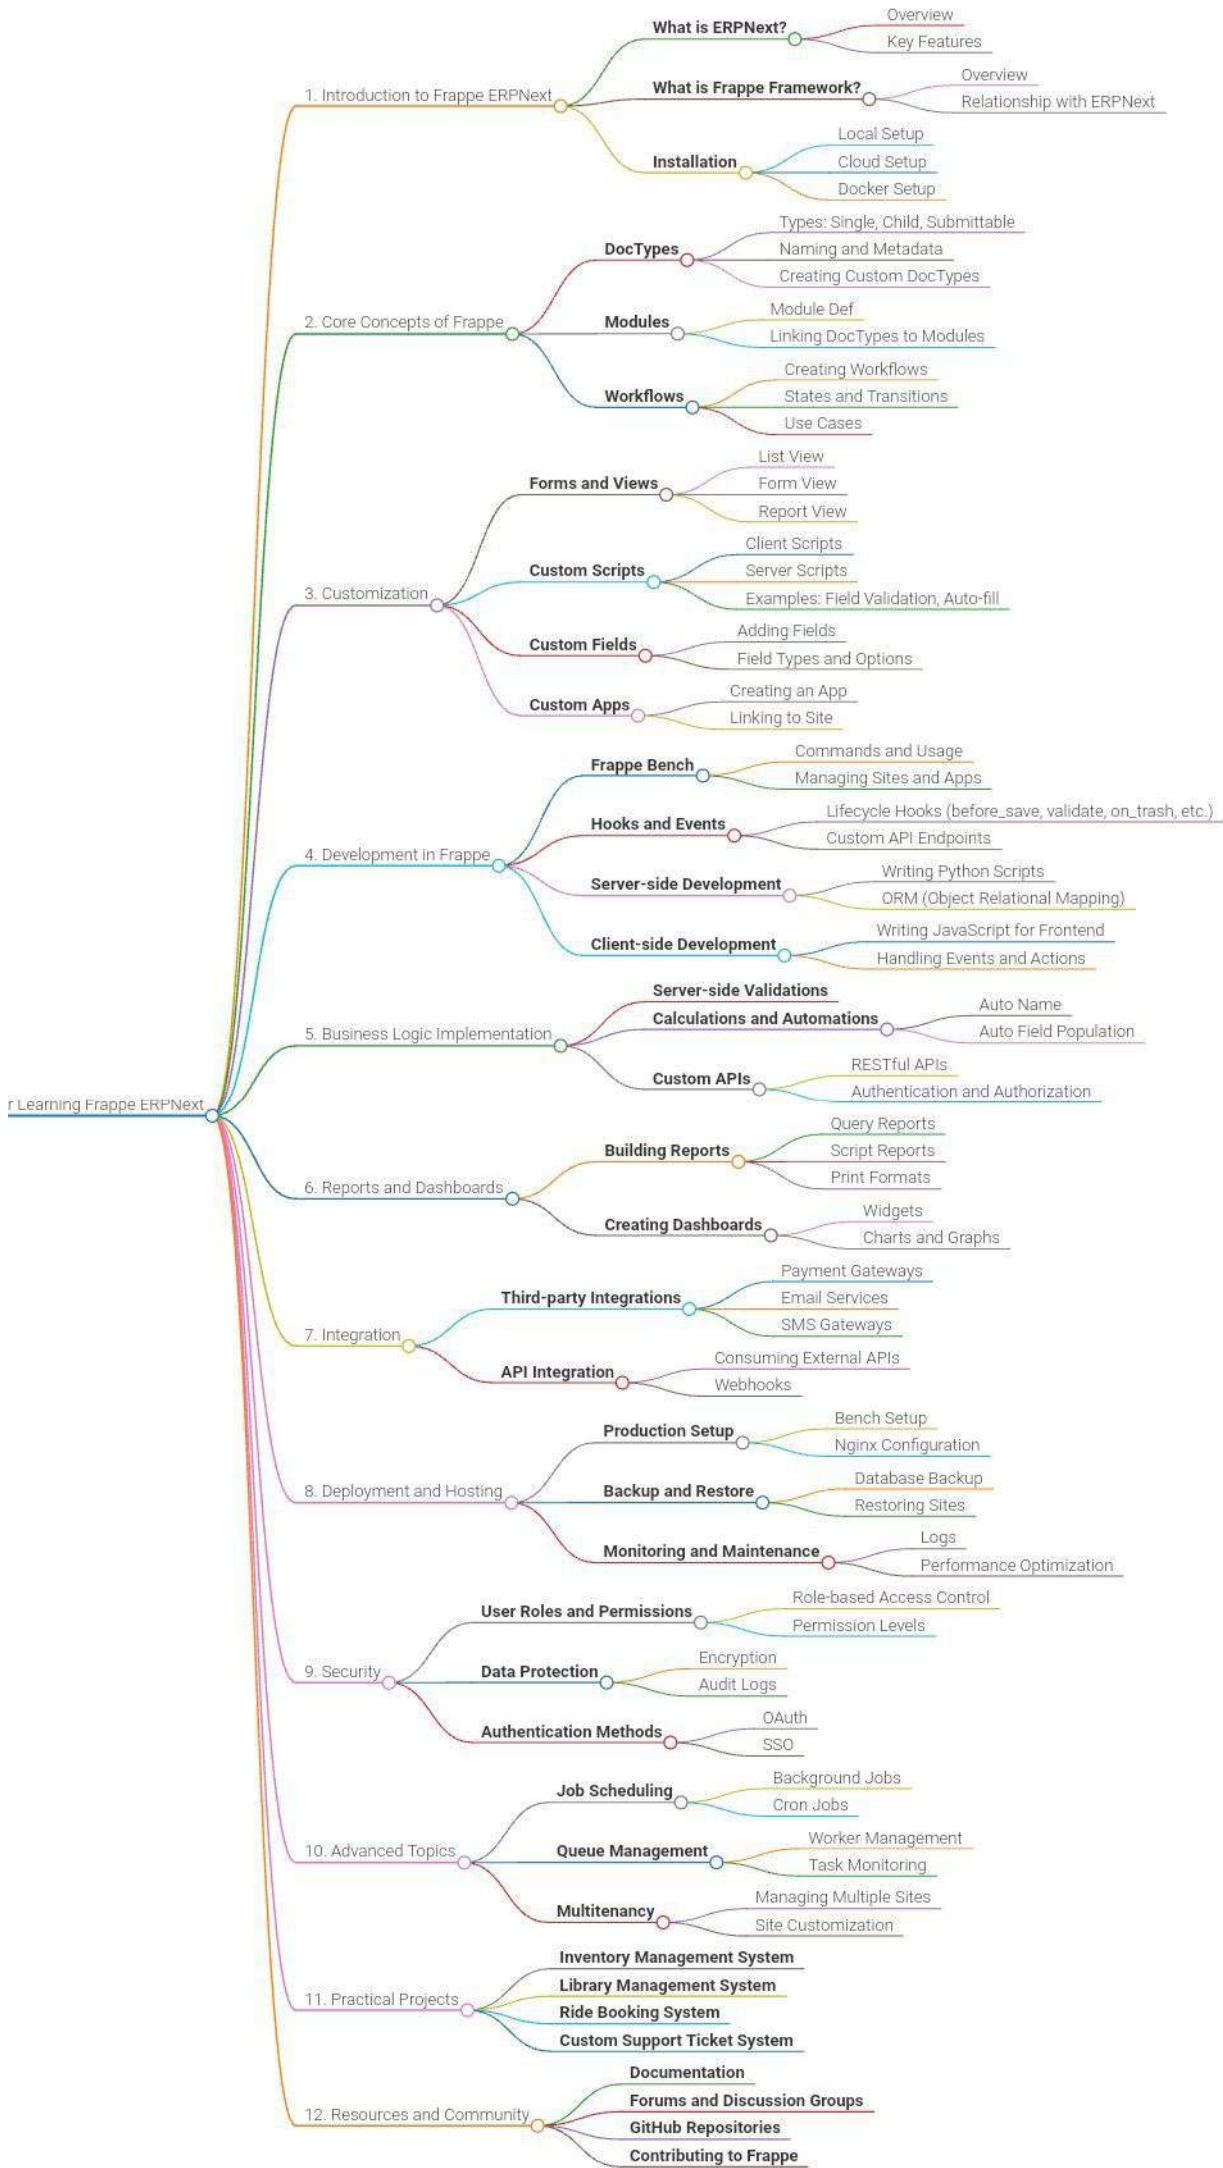 r Learning Frappe ERPNext
1. Introduction to Frappe ERPNext
What is ERPNext?
Overview
Key Features
What is Frappe Framework?
Overview
Relationship with ERPNext
Installation
Local Setup
Cloud Setup
Docker Setup
2. Core Concepts of Frappe
DocTypes
Types: Single, Child, Submittable
Naming and Metadata
Creating Custom DocTypes
Modules
Module Def
Linking DocTypes to Modules
Workflows
Creating Workflows
States and Transitions
Use Cases
3. Customization
Forms and Views
List View
Form View
Report View
Custom Scripts
Client Scripts
Server Scripts
Examples: Field Validation, Auto-fill
Custom Fields
Adding Fields
Field Types and Options
Custom Apps
Creating an App
Linking to Site
4. Development in Frappe
Frappe Bench
Commands and Usage
Managing Sites and Apps
Hooks and Events
Lifecycle Hooks (before_save, validate, on_trash, etc.)
Custom API Endpoints
Server-side Development
Writing Python Scripts
ORM (Object Relational Mapping)
Client-side Development
Writing JavaScript for Frontend
Handling Events and Actions
5. Business Logic Implementation
Server-side Validations
Calculations and Automations
Auto Name
Auto Field Population
Custom APIs
RESTful APIs
Authentication and Authorization
6. Reports and Dashboards
Building Reports
Query Reports
Script Reports
Print Formats
Creating Dashboards
Widgets
Charts and Graphs
7. Integration
Third-party Integrations
Payment Gateways
Email Services
SMS Gateways
API Integration
Consuming External APIs
Webhooks
8. Deployment and Hosting
Production Setup
Bench Setup
Nginx Configuration
Backup and Restore
Database Backup
Restoring Sites
Monitoring and Maintenance
Logs
Performance Optimization
9. Security
User Roles and Permissions
Role-based Access Control
Permission Levels
Data Protection
Encryption
Audit Logs
Authentication Methods
OAuth
SSO
10. Advanced Topics
Job Scheduling
Background Jobs
Cron Jobs
Queue Management
Worker Management
Task Monitoring
Multitenancy
Managing Multiple Sites
Site Customization
11. Practical Projects
Inventory Management System
Library Management System
Ride Booking System
Custom Support Ticket System
12. Resources and Community
Documentation
Forums and Discussion Groups
GitHub Repositories
Contributing to Frappe